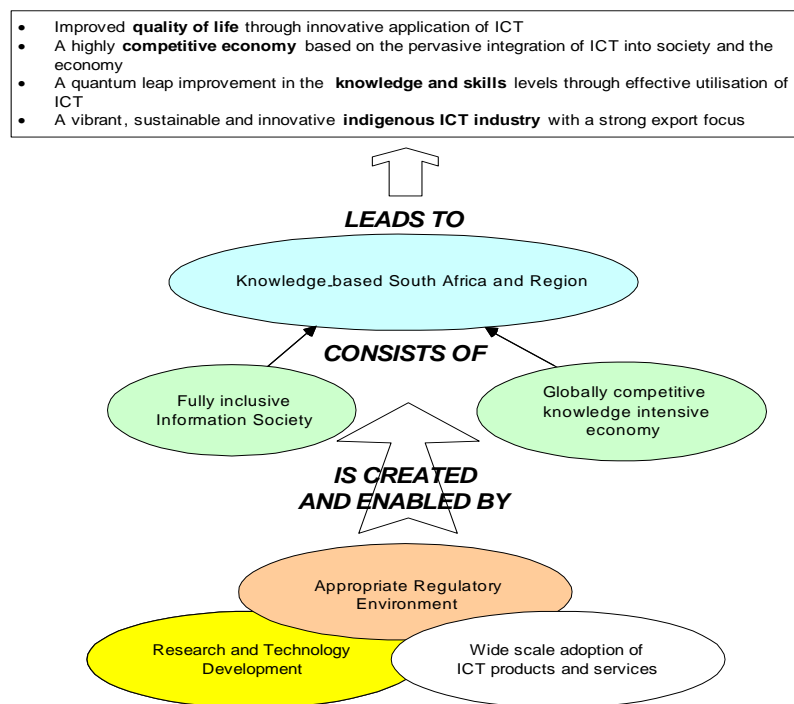 • Improved quality of life through innovative application of ICT
• A highly competitive economy based on the pervasive integration of ICT into society and the
economy
• A quantum leap improvement in the knowledge and skills levels through effective utilisation of
ICT
• A vibrant, sustainable and innovative indigenous ICT industry with a strong export focus
LEADS TO
Knowledge-based South Africa and Region
CONSISTS OF
Fully inclusive
Information Society
Globally competitive
knowledge intensive
economy
IS CREATED
AND ENABLED BY
Appropriate Regulatory
Environment
Research and Technology
Development
Wide scale adoption of
ICT products and services